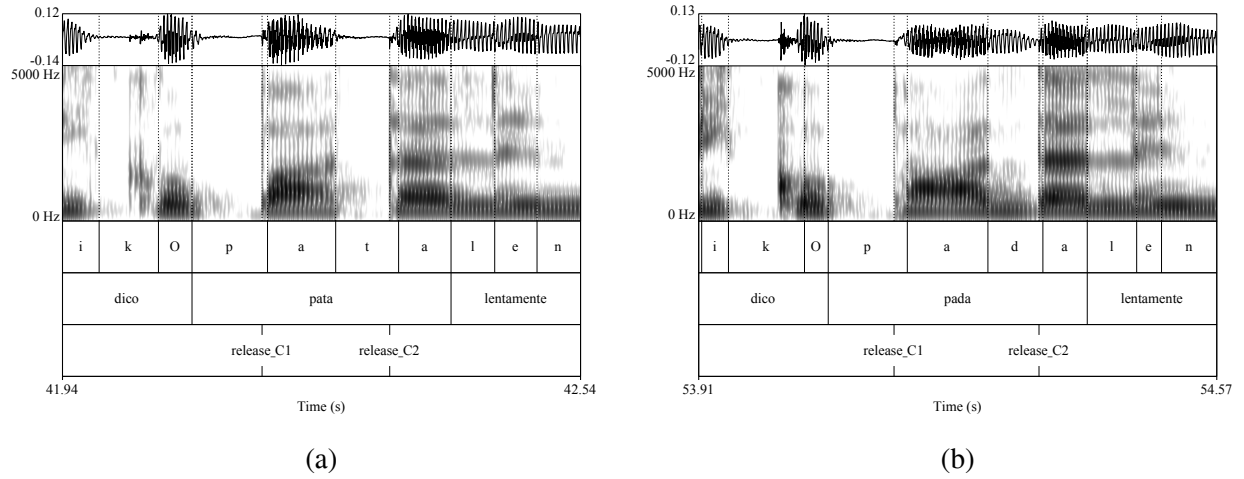 0.12
-0.14
5000 Hz
0 Hz
i k O p a t a l e n
dico pata lentamente
release_C1 release_C2
41.94 42.54
Time (s)
(a)
0.13
-0.12
5000 Hz
0 Hz
i k O p a d a l e n
dico pada lentamente
release_C1 release_C2
53.91 54.57
Time (s)
(b)